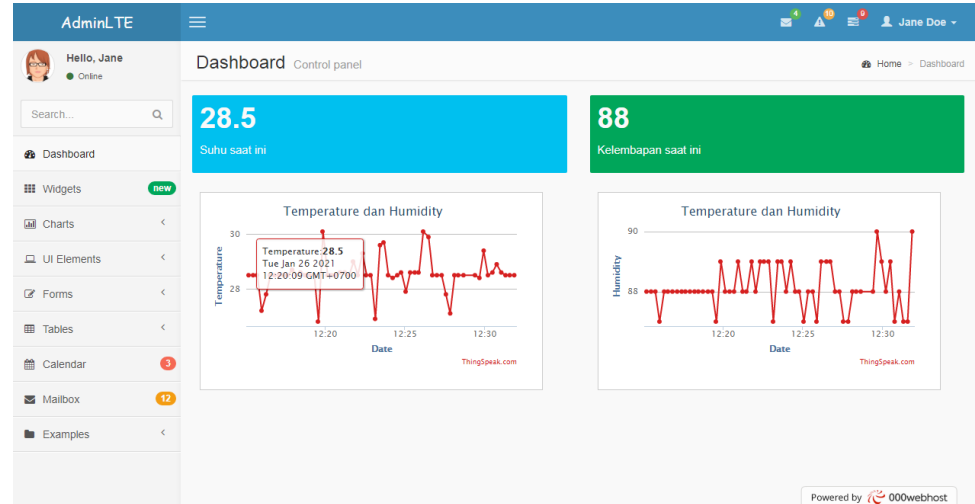 AdminLTE
4
10
9
Jane Doe
Hello, Jane
Online
Search...
Dashboard
Widgets
new
Charts
UI Elements
Forms
Tables
Calendar
3
Mailbox
12
Examples
Dashboard Control panel
Home > Dashboard
28.5
Suhu saat ini
88
Kelembapan saat ini
Temperature dan Humidity
30
28
Temperature
Temperature:28.5
Tue Jan 26 2021
12:20:09 GMT+0700
12:20
12:25
12:30
Date
ThingSpeak.com
Temperature dan Humidity
90
88
Humidity
12:20
12:25
12:30
Date
ThingSpeak.com
Powered by 000webhost